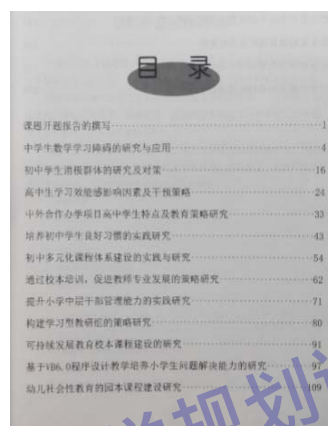 目 录
课题开题报告的撰写 1
中学生数学学习障碍的研究与应用 4
初中学生消极群体的研究及对策 16
高中生学习效能感影响因素及干预策略 24
中外合作办学项目高中学生特点及教育策略研究 33
培养初中学生良好习惯的实践研究 43
初中多元化课程体系建设的实践与研究 54
通过校本培训，促进教师专业发展的策略研究 62
提升小学中层干部管理能力的实践研究 71
构建学习型教研组的策略研究 80
可持续发展教育校本课程建设的研究 91
基于VB6.0程序设计教学培养小学生问题解决能力的研究 97
幼儿社会性教育的园本课程建设研究 109
规划